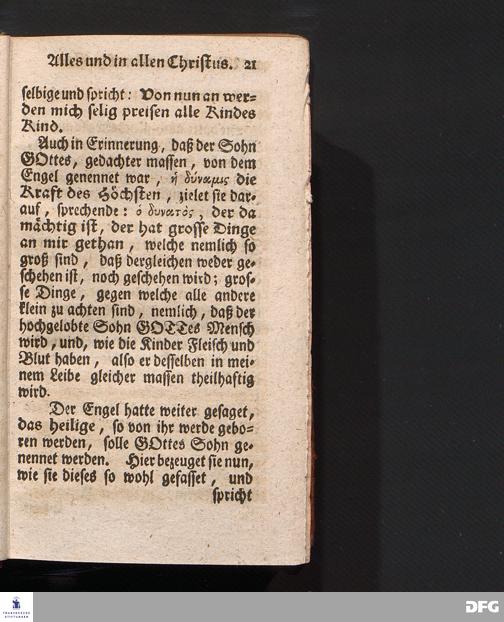 Alles und in allen Christus. 21
selbige und spricht: Von nun an wer-
den mich selig preisen alle Kindes
Kind.
Auch in Erinnerung, daß der Sohn
GOttes, gedachter massen, von dem
Engel genennet war, ἡ δύναμις die
Kraft des Höchsten, zielet sie dar-
auf, sprechende: ὁ δυνατὸς, der da
mächtig ist, der hat grosse Dinge
an mir gethan, welche nemlich so
groß sind, daß dergleichen weder ge-
schehen ist, noch geschehen wird; gros-
se Dinge, gegen welche alle andere
klein zu achten sind, nemlich, daß der
hochgelobte Sohn GOTTes Mensch
wird, und, wie die Kinder Fleisch und
Blut haben, also er desselben in mei-
nem Leibe gleicher massen theilhaftig
wird.
Der Engel hatte weiter gesaget,
das heilige, so von ihr werde gebo-
ren werden, solle GOttes Sohn ge-
nennet werden. Hier bezeuget sie nun,
wie sie dieses so wohl gefasset, und
spricht
FRANCKESCHE
STIFTUNGEN
DFG